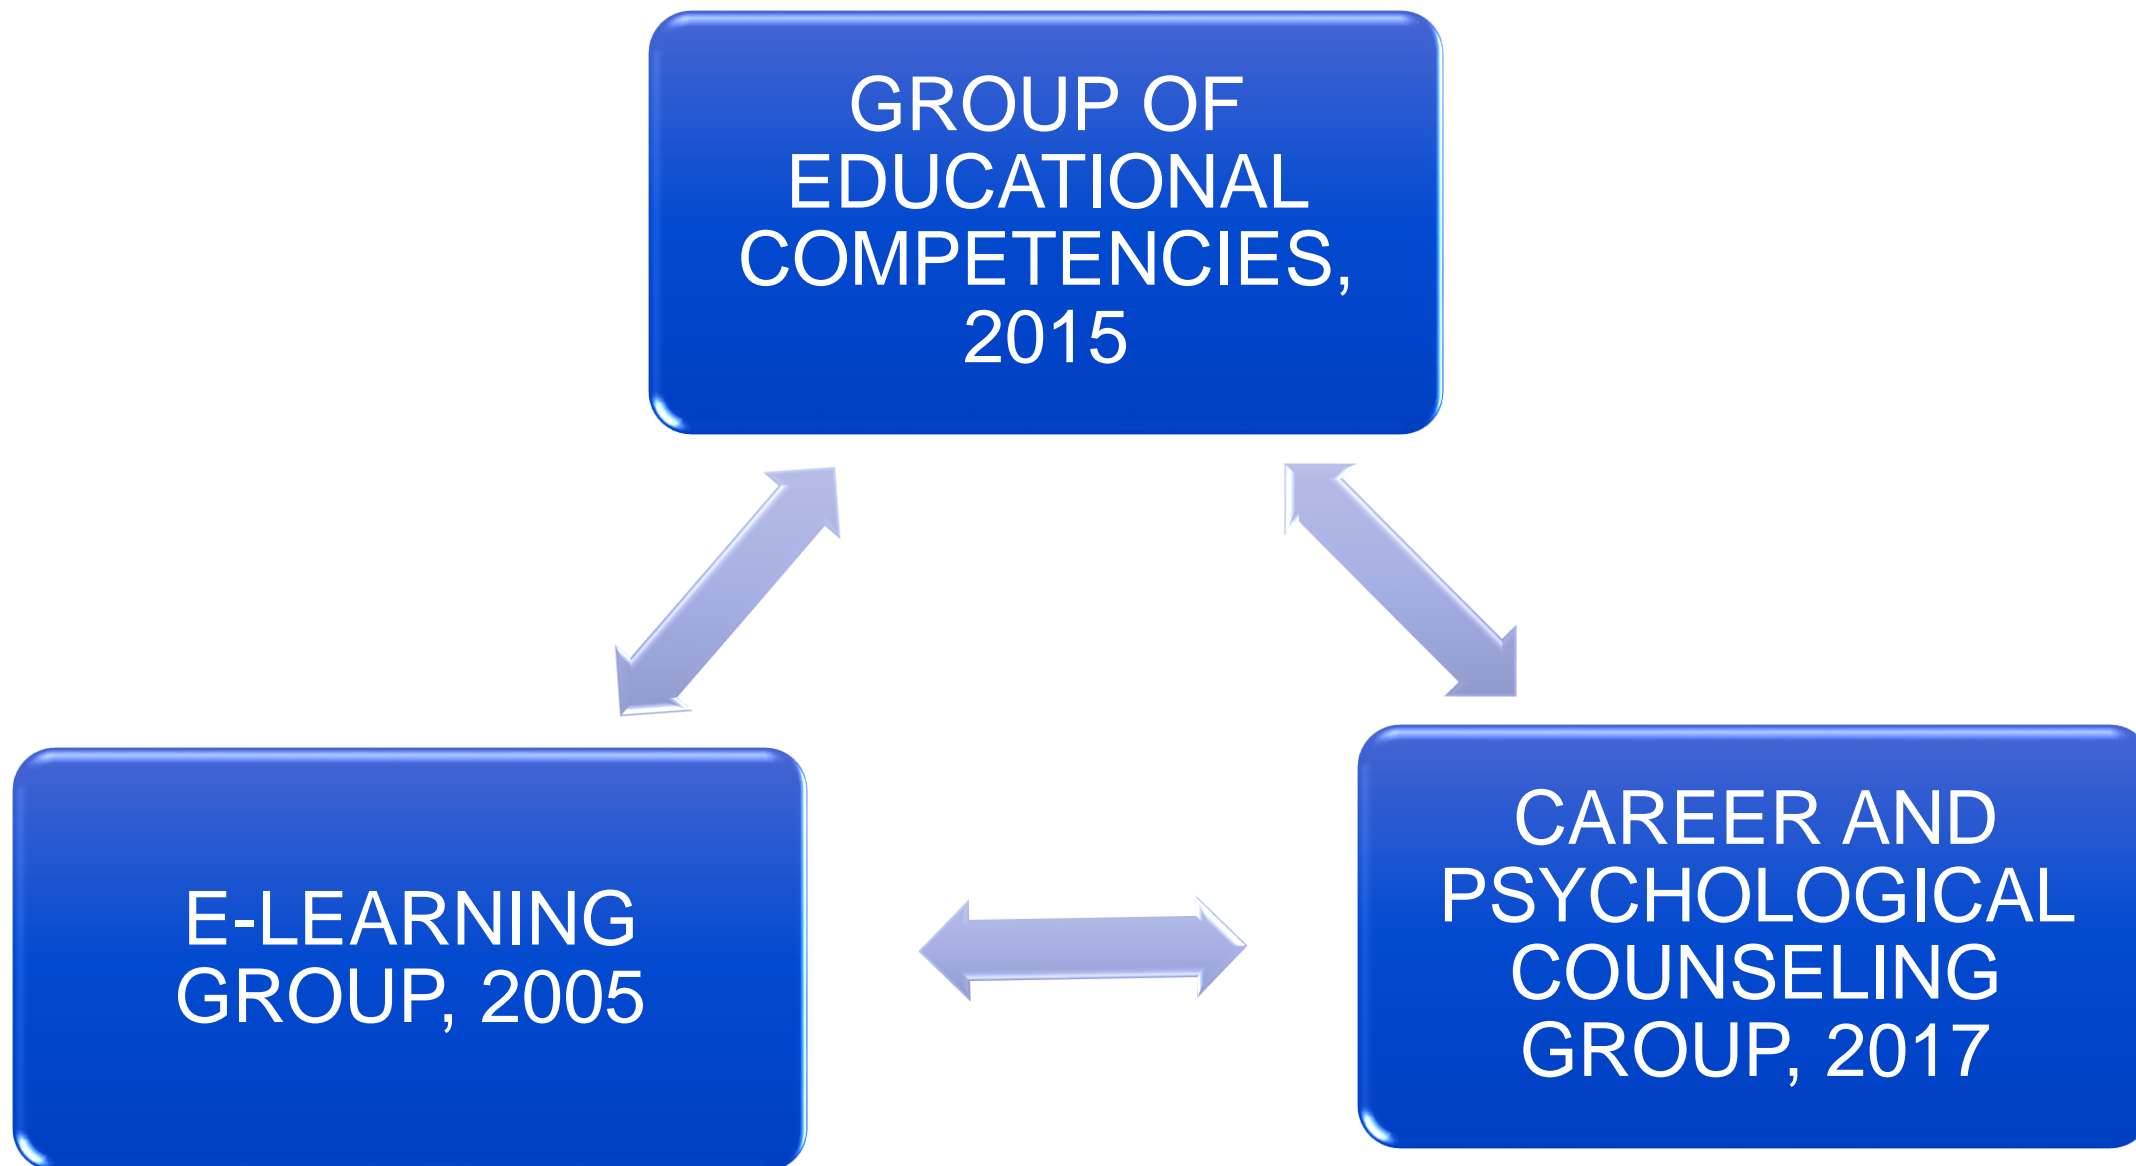 GROUP OF
EDUCATIONAL
COMPETENCIES,
2015
E-LEARNING
GROUP, 2005
CAREER AND
PSYCHOLOGICAL
COUNSELING
GROUP, 2017